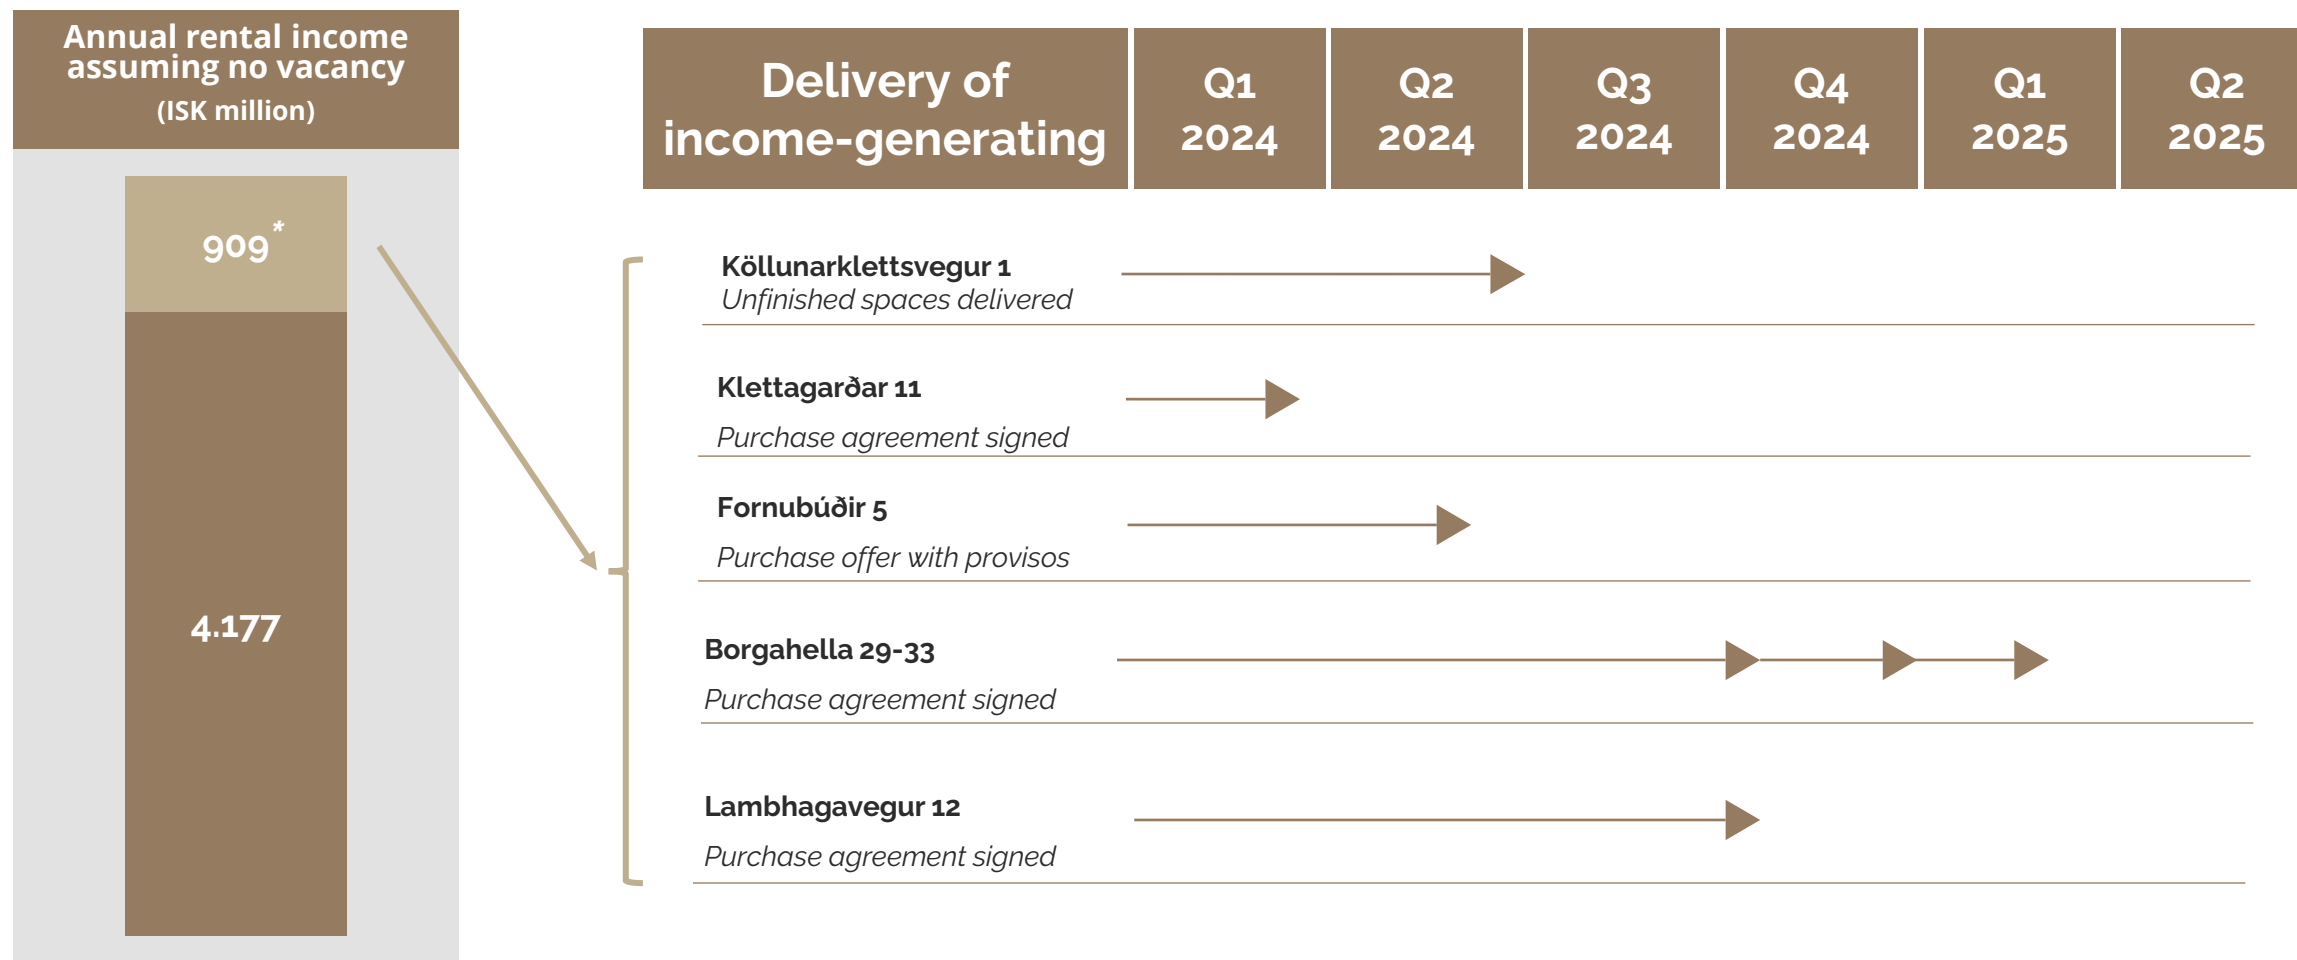 Annual rental income
assuming no vacancy
(ISK million)
909*
4.177
Delivery of
income-generating
Q1
2024
Q2
2024
Q3
2024
Q4
2024
Q1
2025
Q2
2025
Köllunarklettsvegur 1
Unfinished spaces delivered
Klettagarðar 11
Purchase agreement signed
Fornubúðir 5
Purchase offer with provisos
Borgahella 29-33
Purchase agreement signed
Lambhagavegur 12
Purchase agreement signed